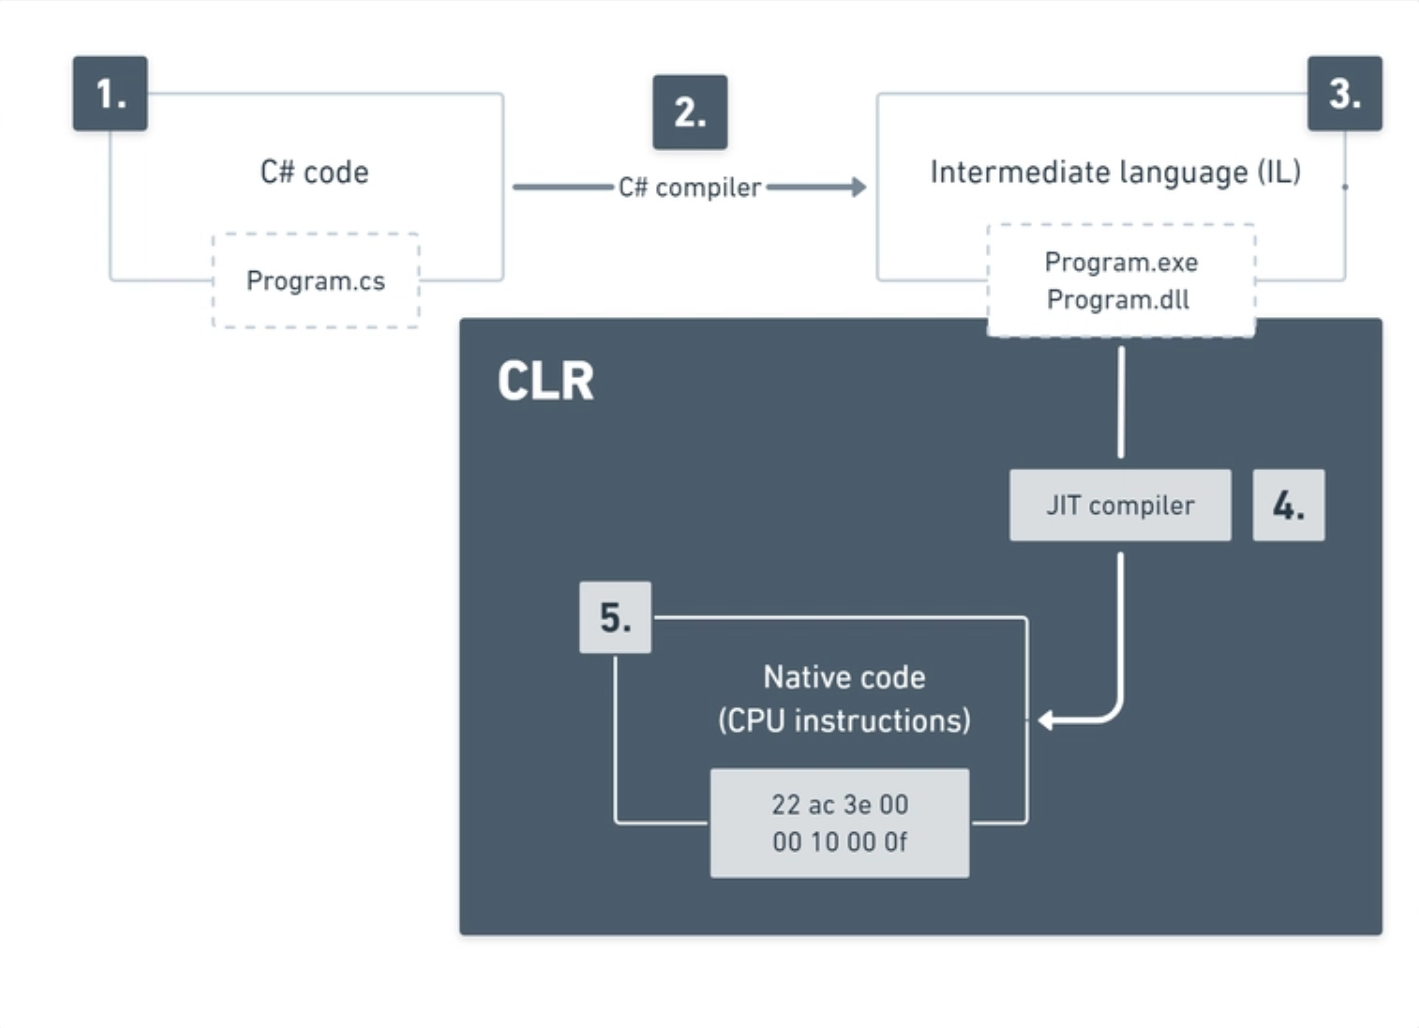 1.
C# code
Program.cs
2.
C# compiler
3.
Intermediate language (IL)
Program.exe
Program.dll
CLR
JIT compiler
4.
5.
Native code
(CPU instructions)
22 ac 3e 00
00 10 00 0f